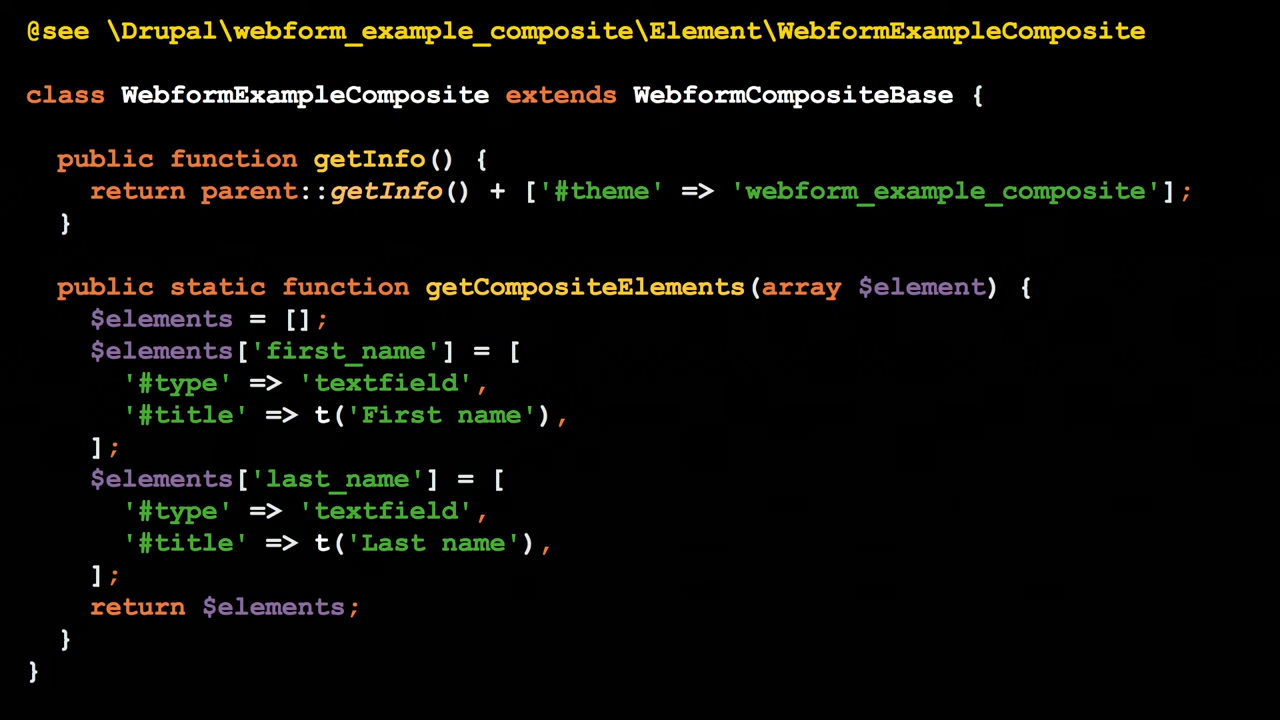 @see \Drupal\webform_example_composite\Element\WebformExampleComposite
class WebformExampleComposite extends WebformCompositeBase {
  public function getInfo() {
    return parent::getInfo() + ['#theme' => 'webform_example_composite'];
  }
  public static function getCompositeElements(array $element) {
    $elements = [];
    $elements['first_name'] = [
      '#type' => 'textfield',
      '#title' => t('First name'),
    ];
    $elements['last_name'] = [
      '#type' => 'textfield',
      '#title' => t('Last name'),
    ];
    return $elements;
  }
}